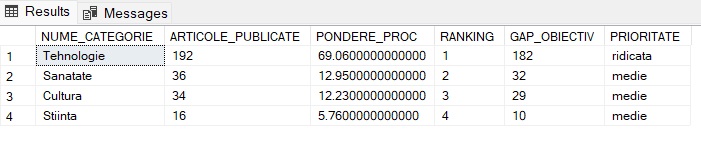 Results Messages
NUME_CATEGORIE ARTICOLE_PUBLICATE PONDERE_PROC RANKING GAP_OBIECTIV PRIORITATE
1 Tehnologie 192 69.0600000000000 1 182 ridicata
2 Sanatate 36 12.9500000000000 2 32 medie
3 Cultura 34 12.2300000000000 3 29 medie
4 Stiinta 16 5.7600000000000 4 10 medie